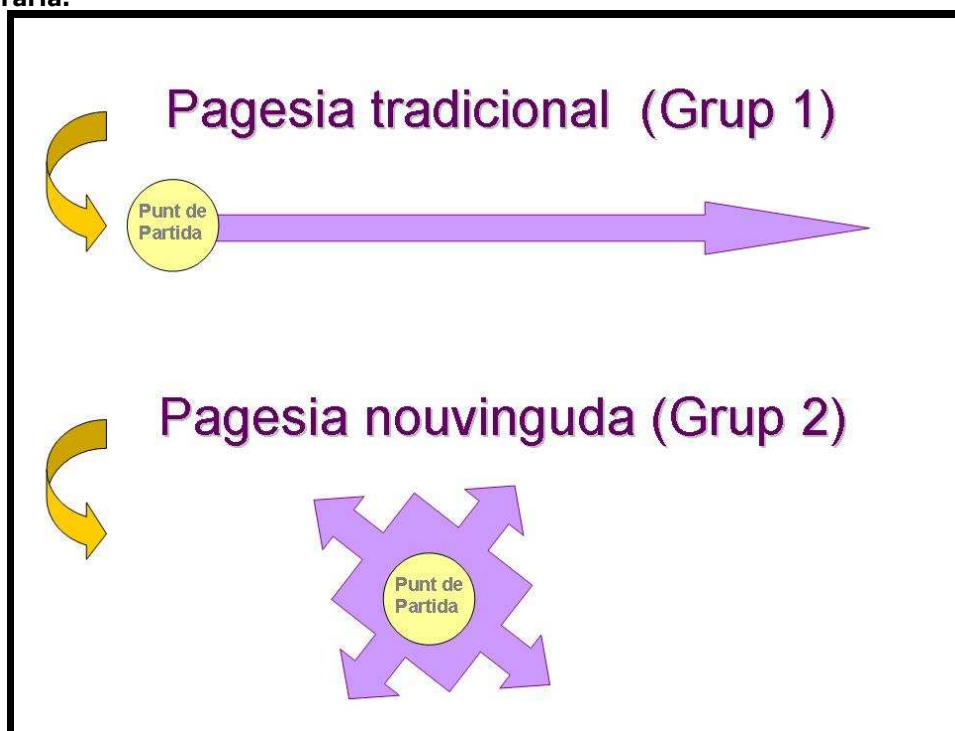 Pagesia tradicional (Grup 1)
Punt de
Partida
Pagesia nouvinguda (Grup 2)
Punt de
Partida